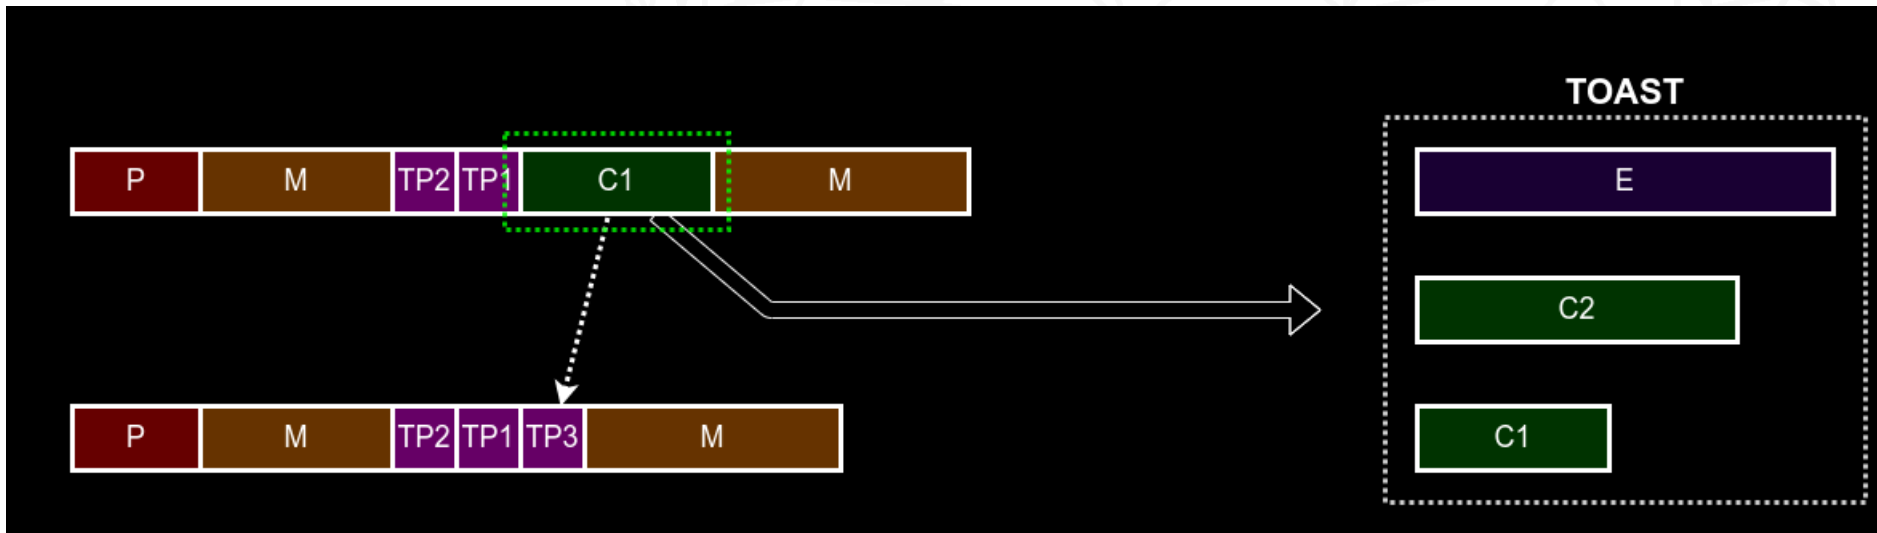 TOAST
P M TP2 TP1 C1 M
E
C2
P M TP2 TP1 TP3 M
C1